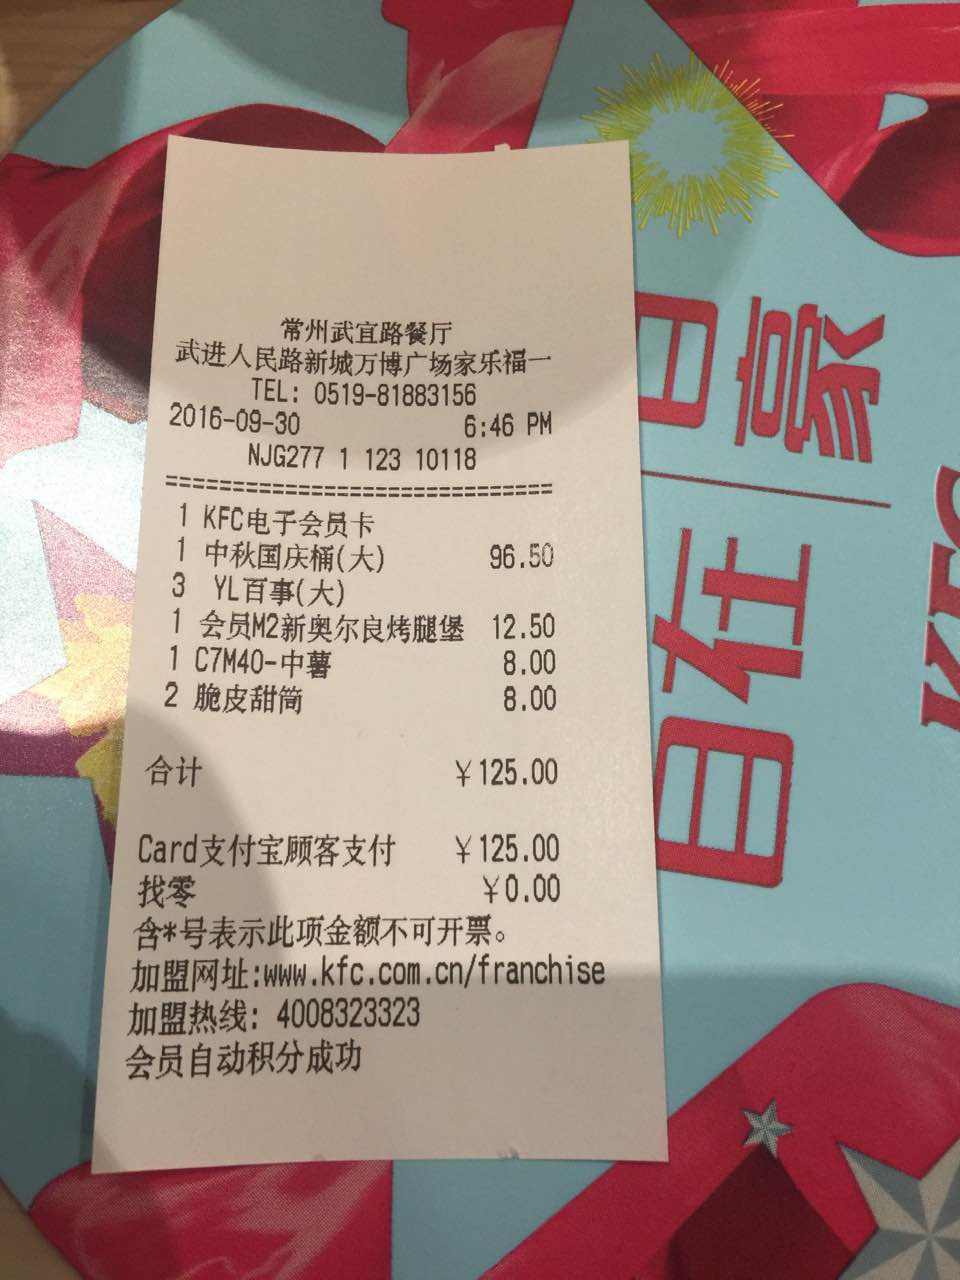 常州武宜路餐厅
武进人民路新城万博广场家乐福一
TEL: 0519-81883156
2016-09-30 6:46 PM
NJG277 1 123 10118
==============================
1 KFC电子会员卡
1 中秋国庆桶(大) 96.50
3 YL百事(大)
1 会员M2新奥尔良烤腿堡 12.50
1 C7M40-中薯 8.00
2 脆皮甜筒 8.00
合计 ￥125.00
Card支付宝顾客支付 ￥125.00
找零 ￥0.00
含*号表示此项金额不可开票。
加盟网址:www.kfc.com.cn/franchise
加盟热线: 4008323323
会员自动积分成功
自在
KFC